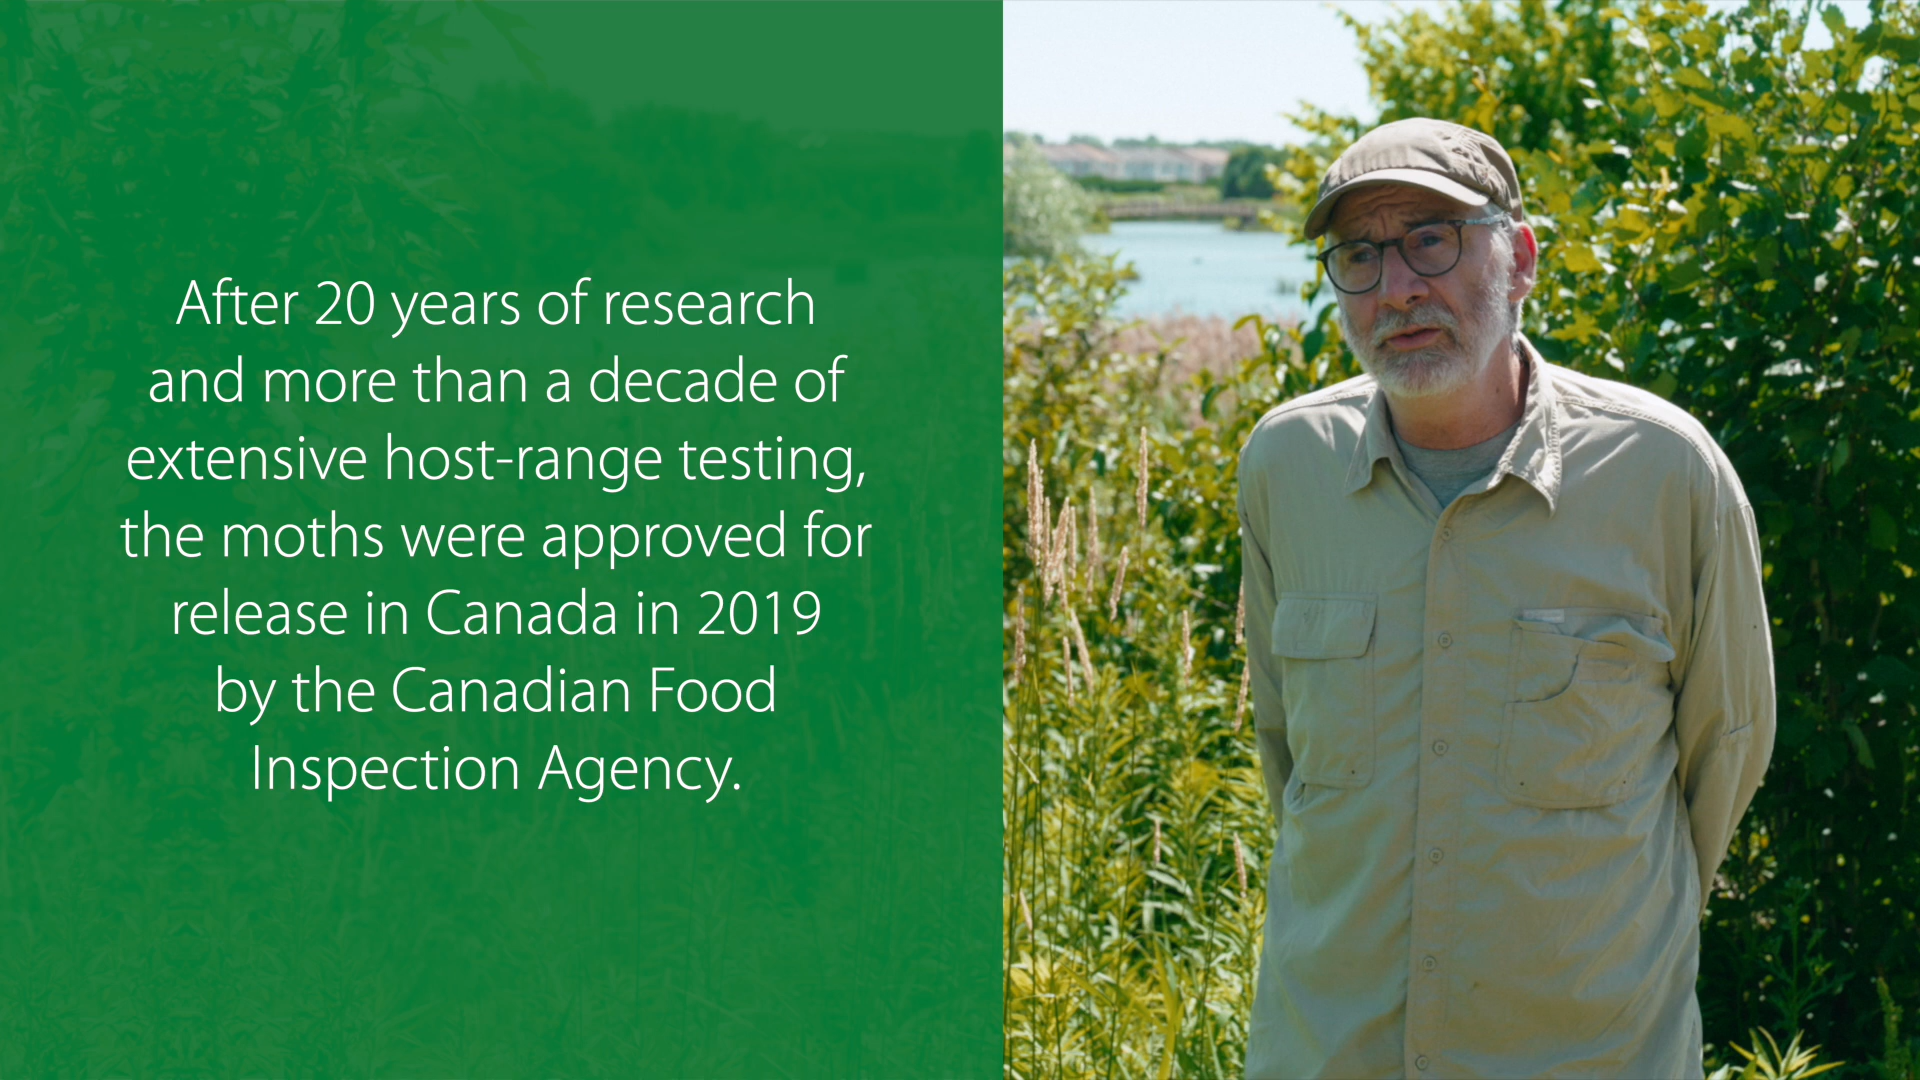 After 20 years of research
and more than a decade of
extensive host-range testing,
the moths were approved for
release in Canada in 2019
by the Canadian Food
Inspection Agency.